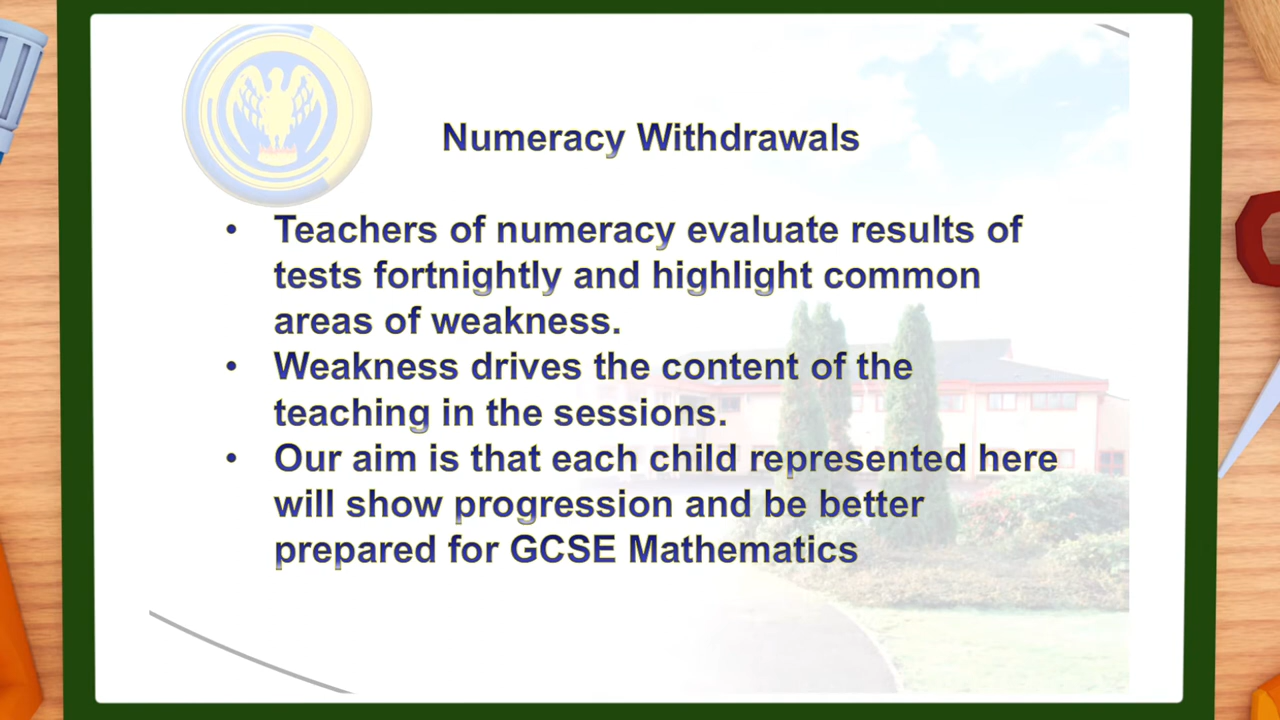 Numeracy Withdrawals
• Teachers of numeracy evaluate results of
tests fortnightly and highlight common
areas of weakness.
• Weakness drives the content of the
teaching in the sessions.
• Our aim is that each child represented here
will show progression and be better
prepared for GCSE Mathematics